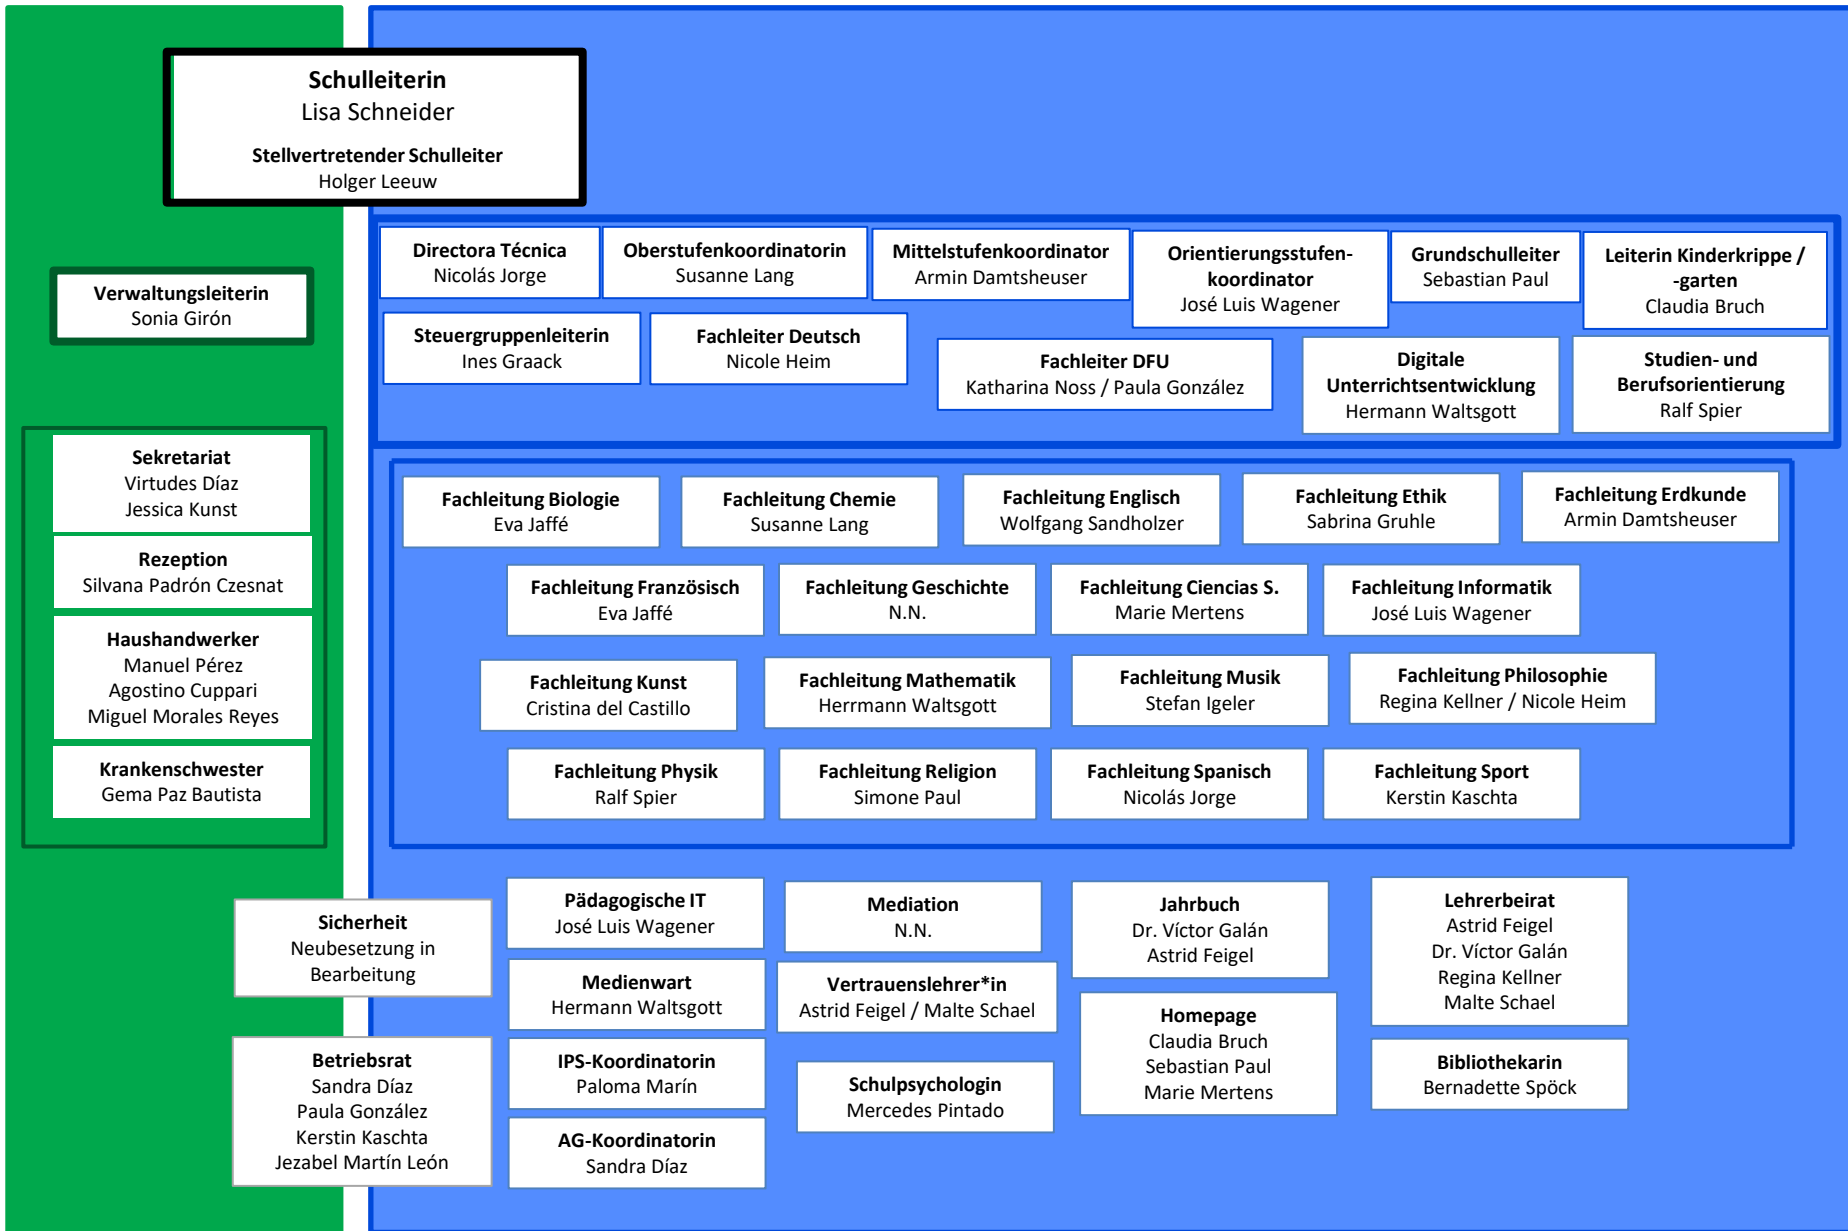 Schulleiterin
Lisa Schneider
Stellvertretender Schulleiter
Holger Leeuw
Verwaltungsleiterin
Sonia Girón
Sekretariat
Virtudes Díaz
Jessica Kunst
Rezeption
Silvana Padrón Czesnat
Haushandwerker
Manuel Pérez
Agostino Cuppari
Miguel Morales Reyes
Krankenschwester
Gema Paz Bautista
Directora Técnica
Nicolás Jorge
Oberstufenkoordinatorin
Susanne Lang
Mittelstufenkoordinator
Armin Damtsheuser
Orientierungsstufen-
koordinator
José Luis Wagener
Grundschulleiter
Sebastian Paul
Leiterin Kinderkrippe /
-garten
Claudia Bruch
Steuergruppenleiterin
Ines Graack
Fachleiter Deutsch
Nicole Heim
Fachleiter DFU
Katharina Noss / Paula González
Digitale
Unterrichtsentwicklung
Hermann Waltsgott
Studien- und
Berufsorientierung
Ralf Spier
Fachleitung Biologie
Eva Jaffé
Fachleitung Chemie
Susanne Lang
Fachleitung Englisch
Wolfgang Sandholzer
Fachleitung Ethik
Sabrina Gruhle
Fachleitung Erdkunde
Armin Damtsheuser
Fachleitung Französisch
Eva Jaffé
Fachleitung Geschichte
N.N.
Fachleitung Ciencias S.
Marie Mertens
Fachleitung Informatik
José Luis Wagener
Fachleitung Kunst
Cristina del Castillo
Fachleitung Mathematik
Herrmann Waltsgott
Fachleitung Musik
Stefan Igeler
Fachleitung Philosophie
Regina Kellner / Nicole Heim
Fachleitung Physik
Ralf Spier
Fachleitung Religion
Simone Paul
Fachleitung Spanisch
Nicolás Jorge
Fachleitung Sport
Kerstin Kaschta
Sicherheit
Neubesetzung in
Bearbeitung
Betriebsrat
Sandra Díaz
Paula González
Kerstin Kaschta
Jezabel Martín León
Pädagogische IT
José Luis Wagener
Medienwart
Hermann Waltsgott
IPS-Koordinatorin
Paloma Marín
AG-Koordinatorin
Sandra Díaz
Mediation
N.N.
Vertrauenslehrer*in
Astrid Feigel / Malte Schael
Schulpsychologin
Mercedes Pintado
Jahrbuch
Dr. Víctor Galán
Astrid Feigel
Homepage
Claudia Bruch
Sebastian Paul
Marie Mertens
Lehrerbeirat
Astrid Feigel
Dr. Víctor Galán
Regina Kellner
Malte Schael
Bibliothekarin
Bernadette Spöck